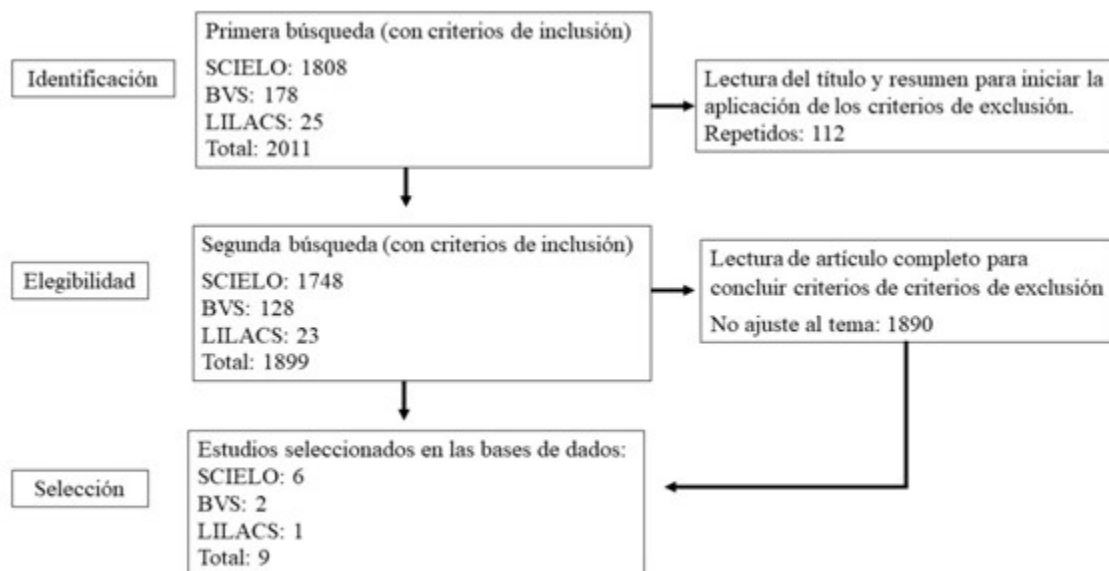 Identificación
Primera búsqueda (con criterios de inclusión)
SCIELO: 1808
BVS: 178
LILACS: 25
Total: 2011
Lectura del título y resumen para iniciar la
aplicación de los criterios de exclusión.
Repetidos: 112
Elegibilidad
Segunda búsqueda (con criterios de inclusión)
SCIELO: 1748
BVS: 128
LILACS: 23
Total: 1899
Lectura de artículo completo para
concluir criterios de criterios de exclusión
No ajuste al tema: 1890
Selección
Estudios seleccionados en las bases de dados:
SCIELO: 6
BVS: 2
LILACS: 1
Total: 9